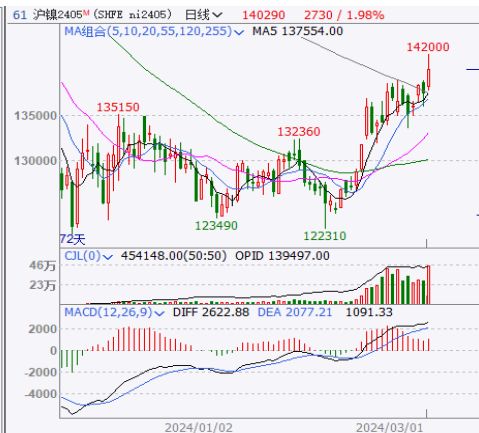 61 沪镍2405M (SHFE ni2405) 日线 140290 2730 / 1.98%
MA组合(5,10,20,55,120,255) MA5 137554.00
142000
135150
135000
132360
130000
123490
122310
72天
CJL(0) 454148.00(50:50) OPID 139497.00
46万
23万
MACD(12,26,9) DIFF 2622.88 DEA 2077.21 1091.33
2000
0
-2000
-4000
2024/01/02 2024/03/01